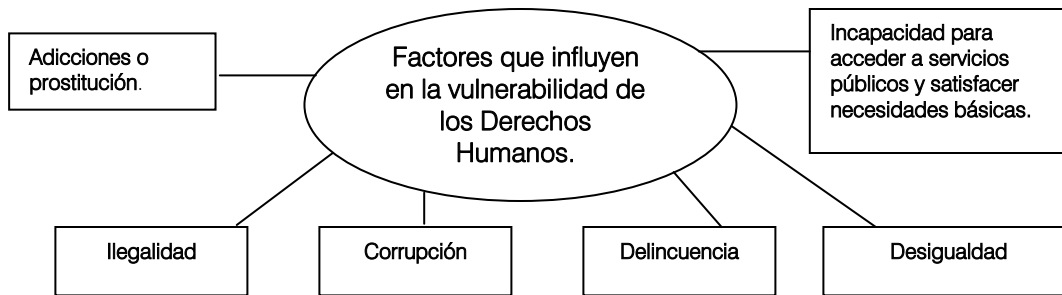 Adicciones o
prostitución.
Factores que influyen
en la vulnerabilidad de
los Derechos
Humanos.
Incapacidad para
acceder a servicios
públicos y satisfacer
necesidades básicas.
Ilegalidad
Corrupción
Delincuencia
Desigualdad